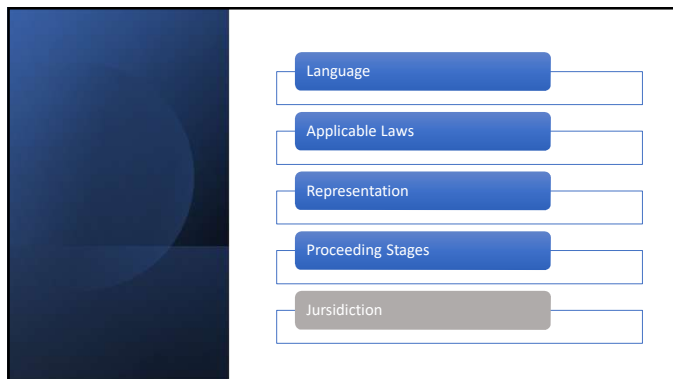 Language
Applicable Laws
Representation
Proceeding Stages
Jursidiction